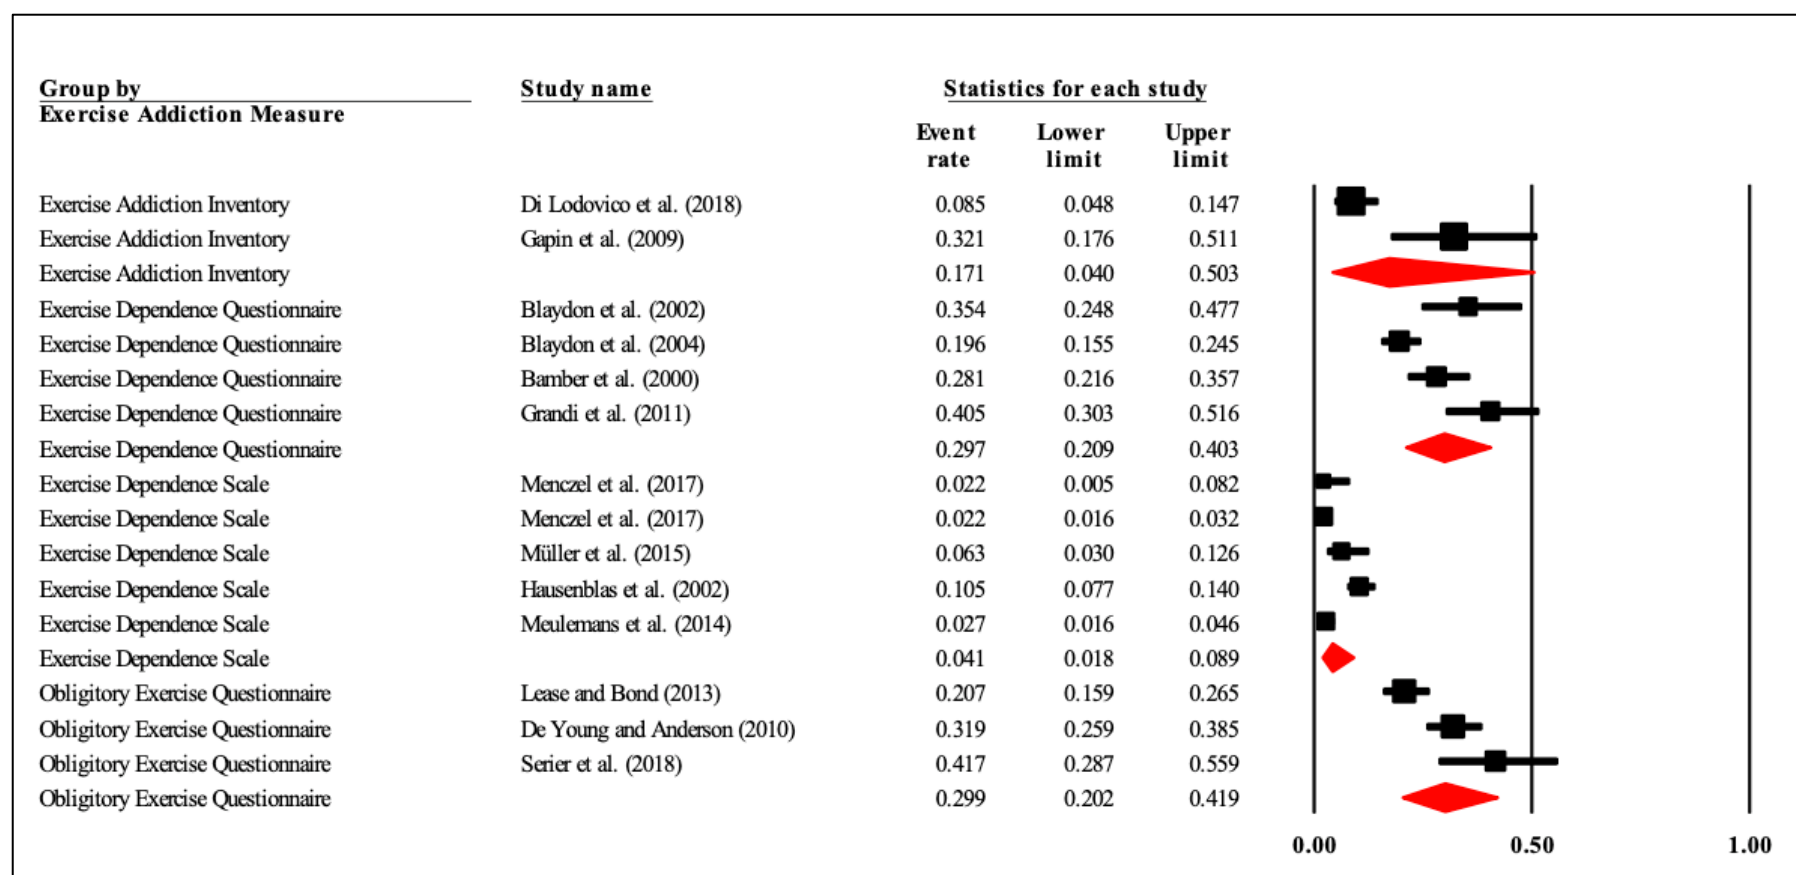 Group by Study name Statistics for each study
Exercise Addiction Measure
Event Lower Upper
rate limit limit
Exercise Addiction Inventory Di Lodovico et al. (2018) 0.085 0.048 0.147
Exercise Addiction Inventory Gapin et al. (2009) 0.321 0.176 0.511
Exercise Addiction Inventory 0.171 0.040 0.503
Exercise Dependence Questionnaire Blaydon et al. (2002) 0.354 0.248 0.477
Exercise Dependence Questionnaire Blaydon et al. (2004) 0.196 0.155 0.245
Exercise Dependence Questionnaire Bamber et al. (2000) 0.281 0.216 0.357
Exercise Dependence Questionnaire Grandi et al. (2011) 0.405 0.303 0.516
Exercise Dependence Questionnaire 0.297 0.209 0.403
Exercise Dependence Scale Menczel et al. (2017) 0.022 0.005 0.082
Exercise Dependence Scale Menczel et al. (2017) 0.022 0.016 0.032
Exercise Dependence Scale Müller et al. (2015) 0.063 0.030 0.126
Exercise Dependence Scale Hausenblas et al. (2002) 0.105 0.077 0.140
Exercise Dependence Scale Meulemans et al. (2014) 0.027 0.016 0.046
Exercise Dependence Scale 0.041 0.018 0.089
Obligitory Exercise Questionnaire Lease and Bond (2013) 0.207 0.159 0.265
Obligitory Exercise Questionnaire De Young and Anderson (2010) 0.319 0.259 0.385
Obligitory Exercise Questionnaire Serier et al. (2018) 0.417 0.287 0.559
Obligitory Exercise Questionnaire 0.299 0.202 0.419
0.00 0.50 1.00